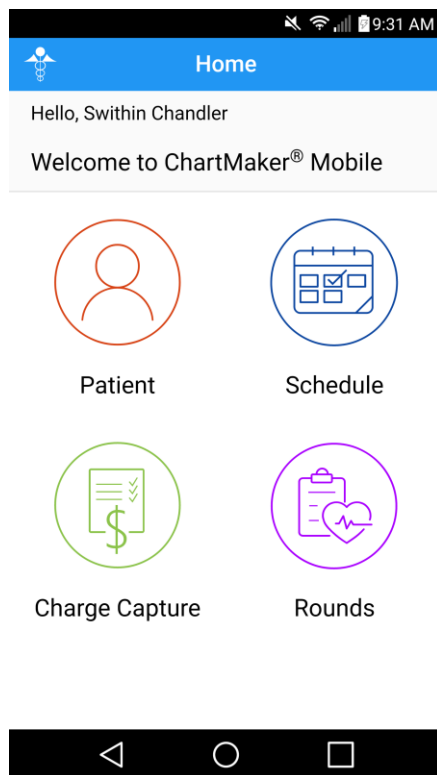 9:31 AM
Home
Hello, Swithin Chandler
Welcome to ChartMaker® Mobile
Patient
Schedule
$
Charge Capture
Rounds